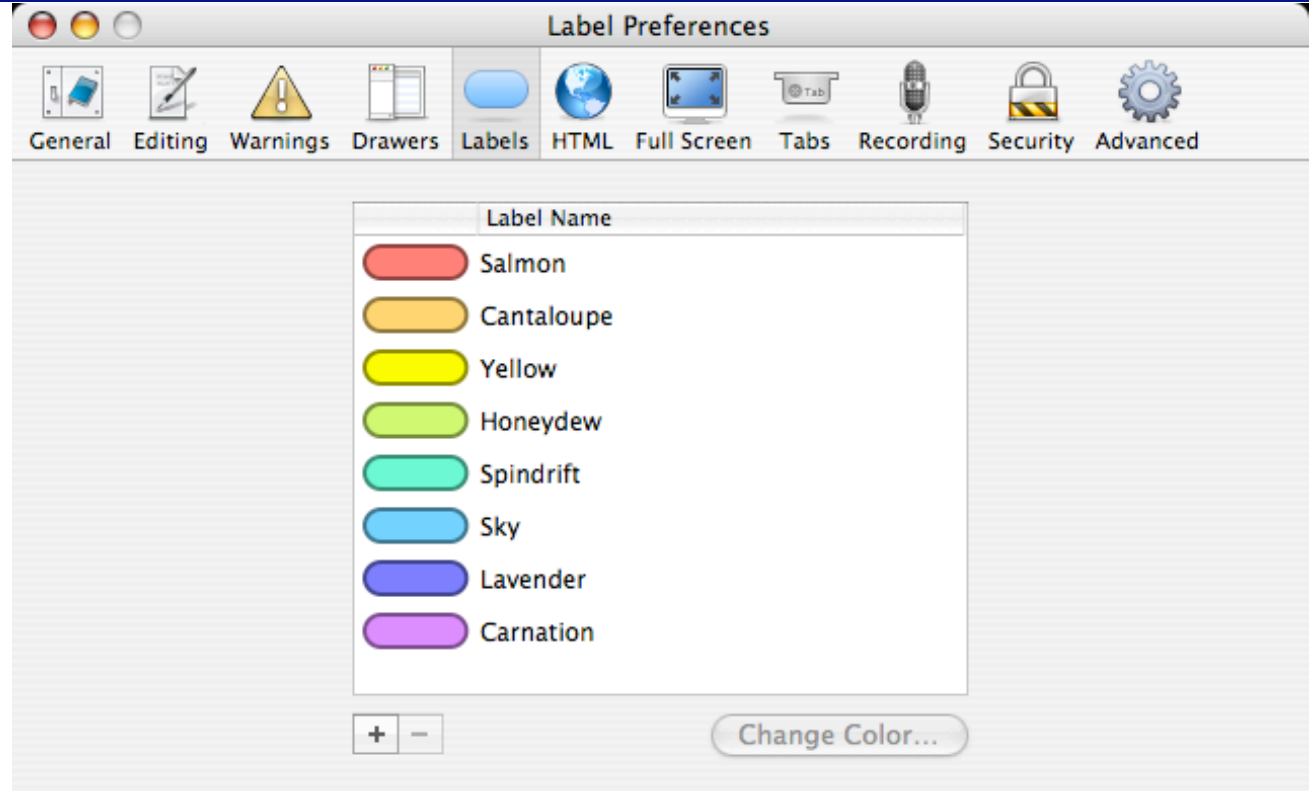 Label Preferences
General Editing Warnings Drawers Labels HTML Full Screen Tabs Recording Security Advanced
Tab
Label Name
Salmon
Cantaloupe
Yellow
Honeydew
Spindrift
Sky
Lavender
Carnation
+ −
Change Color...